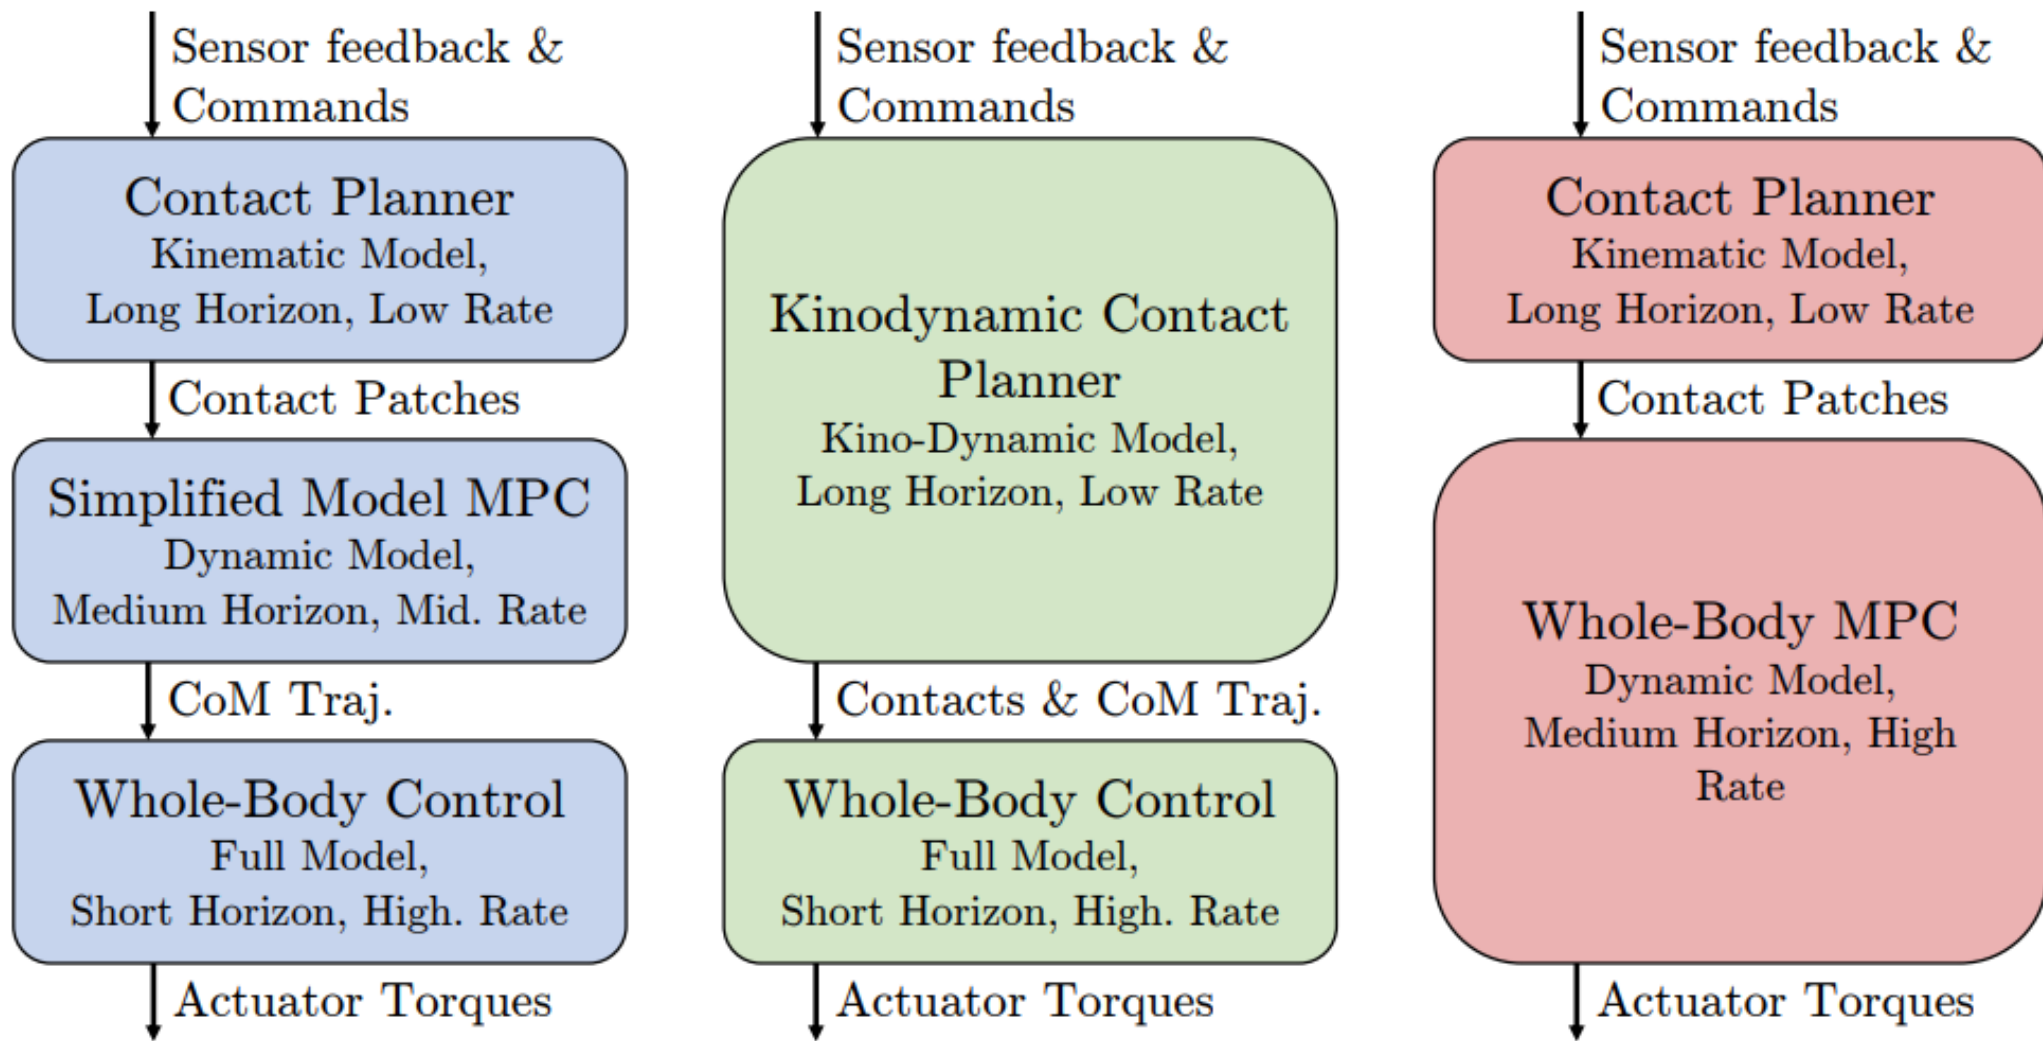 Sensor feedback &
Commands
Contact Planner
Kinematic Model,
Long Horizon, Low Rate
Contact Patches
Simplified Model MPC
Dynamic Model,
Medium Horizon, Mid. Rate
CoM Traj.
Whole-Body Control
Full Model,
Short Horizon, High. Rate
Actuator Torques
Sensor feedback &
Commands
Kinodynamic Contact
Planner
Kino-Dynamic Model,
Long Horizon, Low Rate
Contacts & CoM Traj.
Whole-Body Control
Full Model,
Short Horizon, High. Rate
Actuator Torques
Sensor feedback &
Commands
Contact Planner
Kinematic Model,
Long Horizon, Low Rate
Contact Patches
Whole-Body MPC
Dynamic Model,
Medium Horizon, High
Rate
Actuator Torques